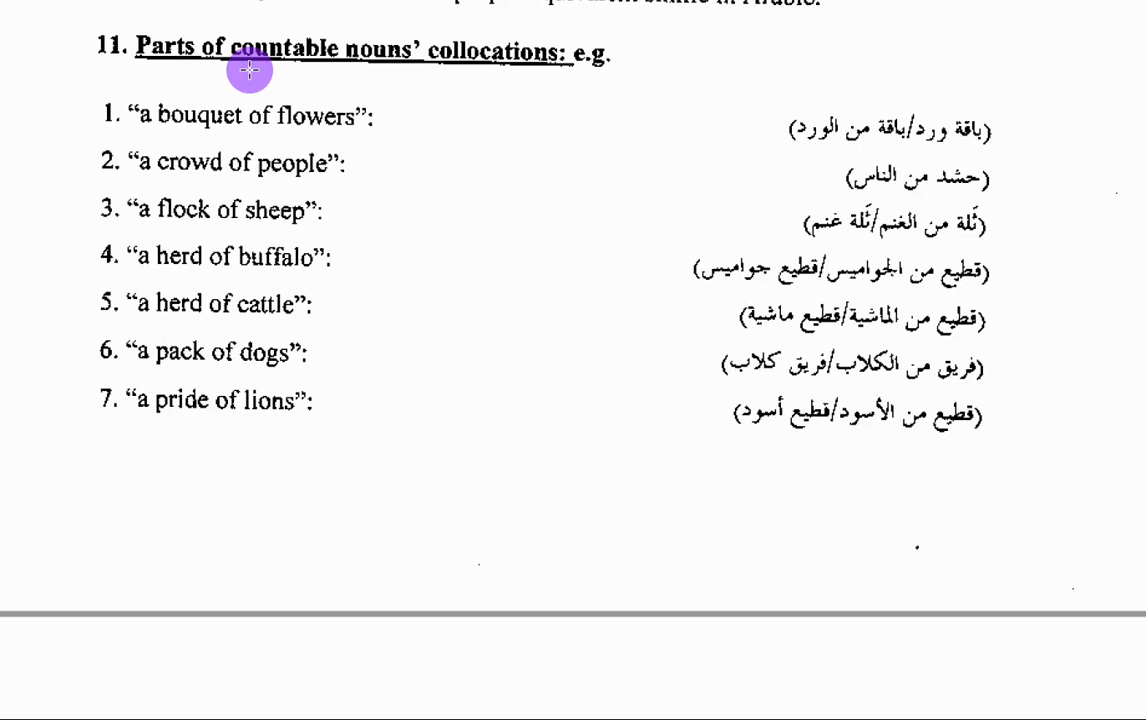 11. Parts of countable nouns’ collocations: e.g.
1. “a bouquet of flowers”: (باقة ورد/باقة من الورد)
2. “a crowd of people”: (حشد من الناس)
3. “a flock of sheep”: (ثَلة من الغنم/ثَلة غنم)
4. “a herd of buffalo”: (قطيع من الجواميس/قطيع جواميس)
5. “a herd of cattle”: (قطيع من الماشية/قطيع ماشية)
6. “a pack of dogs”: (فريق من الكلاب/فريق كلاب)
7. “a pride of lions”: (قطيع من الأسود/قطيع أسود)